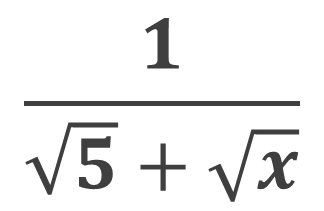 1
√5 + √x